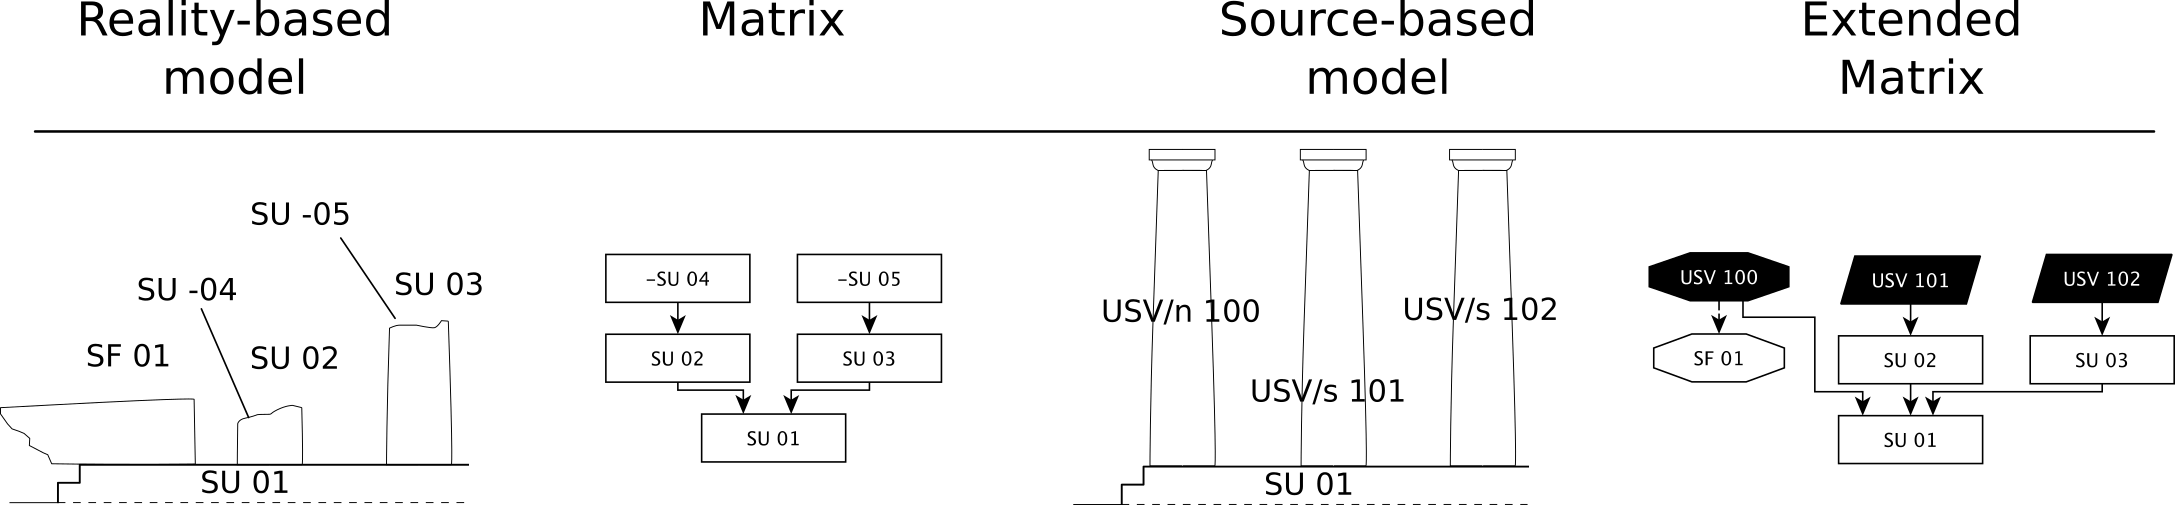 Reality-based
model
Matrix
Source-based
model
Extended
Matrix
SU -05
SU -04
SU 03
SF 01
SU 02
SU 01
–SU 04
–SU 05
SU 02
SU 03
SU 01
USV/n 100
USV/s 102
USV/s 101
SU 01
USV 100
USV 101
USV 102
SF 01
SU 02
SU 03
SU 01